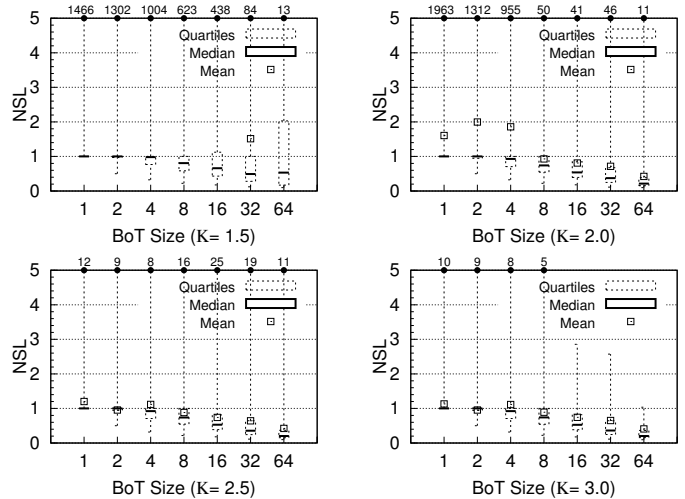 1466 1302 1004 623 438 84 13
5
Quartiles
4
Median
Mean
3
NSL
2
1
0
1 2 4 8 16 32 64
BoT Size (K= 1.5)
1963 1312 955 50 41 46 11
5
Quartiles
4
Median
Mean
3
NSL
2
1
0
1 2 4 8 16 32 64
BoT Size (K= 2.0)
12 9 8 16 25 19 11
5
Quartiles
4
Median
Mean
3
NSL
2
1
0
1 2 4 8 16 32 64
BoT Size (K= 2.5)
10 9 8 5
5
Quartiles
4
Median
Mean
3
NSL
2
1
0
1 2 4 8 16 32 64
BoT Size (K= 3.0)